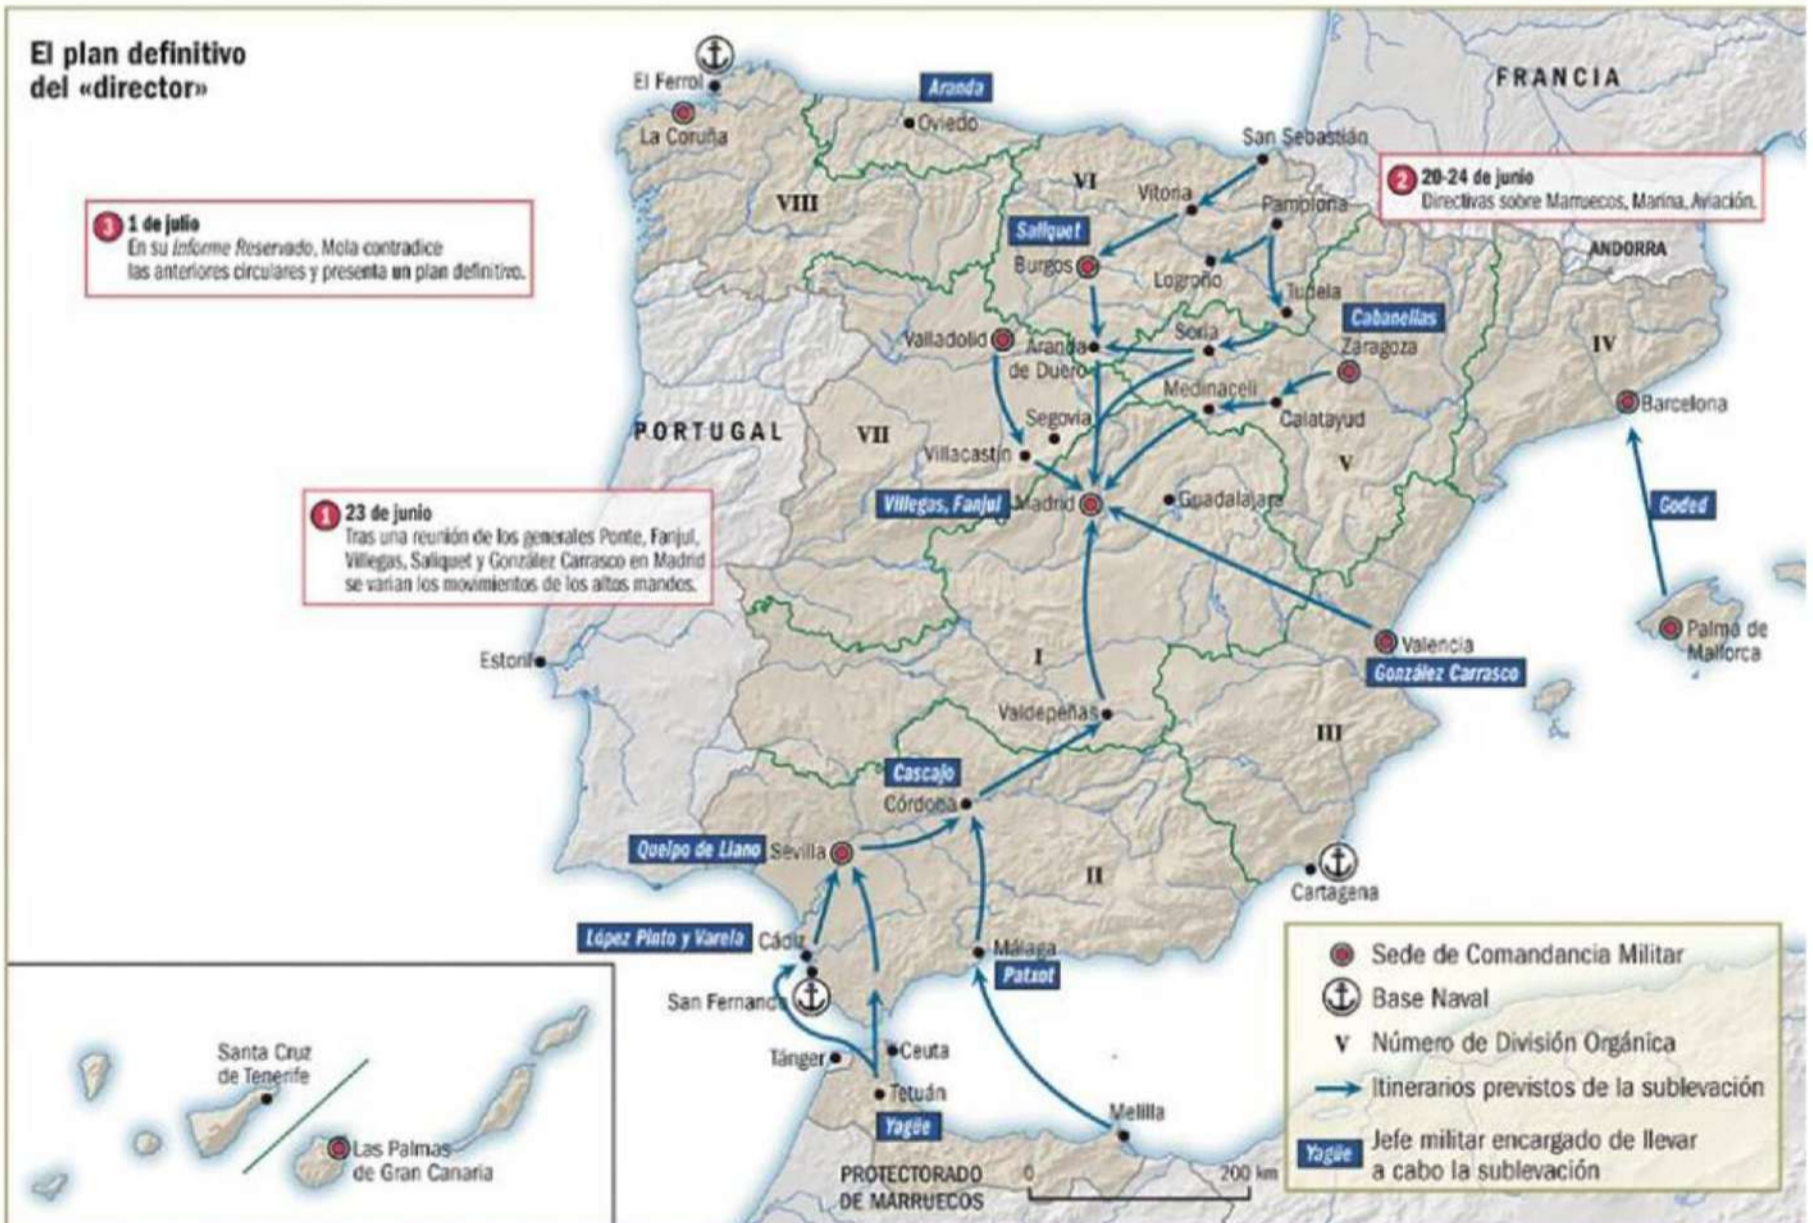 El plan definitivo
del «director»
El Ferrol
La Coruña
Aranda
Oviedo
FRANCIA
San Sebastián
2 20-24 de junio
Directivas sobre Marruecos, Marina, Aviación.
VI
Vitoria
Pamplona
VIII
3 1 de julio
En su Informe Reservado, Mola contradice
las anteriores circulares y presenta un plan definitivo.
Saliquet
Burgos
Logroño
ANDORRA
Tudela
Cabanellas
Zaragoza
Valladolid
Aranda
de Duero
Soria
IV
Medinaceli
Calatayud
Barcelona
Segovia
PORTUGAL
VII
Villacastín
V
Villegas, Fanjul
Madrid
Guadalajara
Goded
1 23 de junio
Tras una reunión de los generales Ponte, Fanjul,
Villegas, Saliquet y González Carrasco en Madrid
se varían los movimientos de los altos mandos.
Estoril
I
Valencia
González Carrasco
Palma de
Mallorca
Valdepeñas
III
Cascajo
Córdoba
Queipo de Llano
Sevilla
II
Cartagena
López Pinto y Varela
Cádiz
Málaga
Patxot
San Fernando
Tánger
Ceuta
Tetuán
Yagüe
Melilla
PROTECTORADO
DE MARRUECOS
0 200 km
Santa Cruz
de Tenerife
Las Palmas
de Gran Canaria
Sede de Comandancia Militar
Base Naval
V Número de División Orgánica
Itinerarios previstos de la sublevación
Yagüe Jefe militar encargado de llevar
a cabo la sublevación